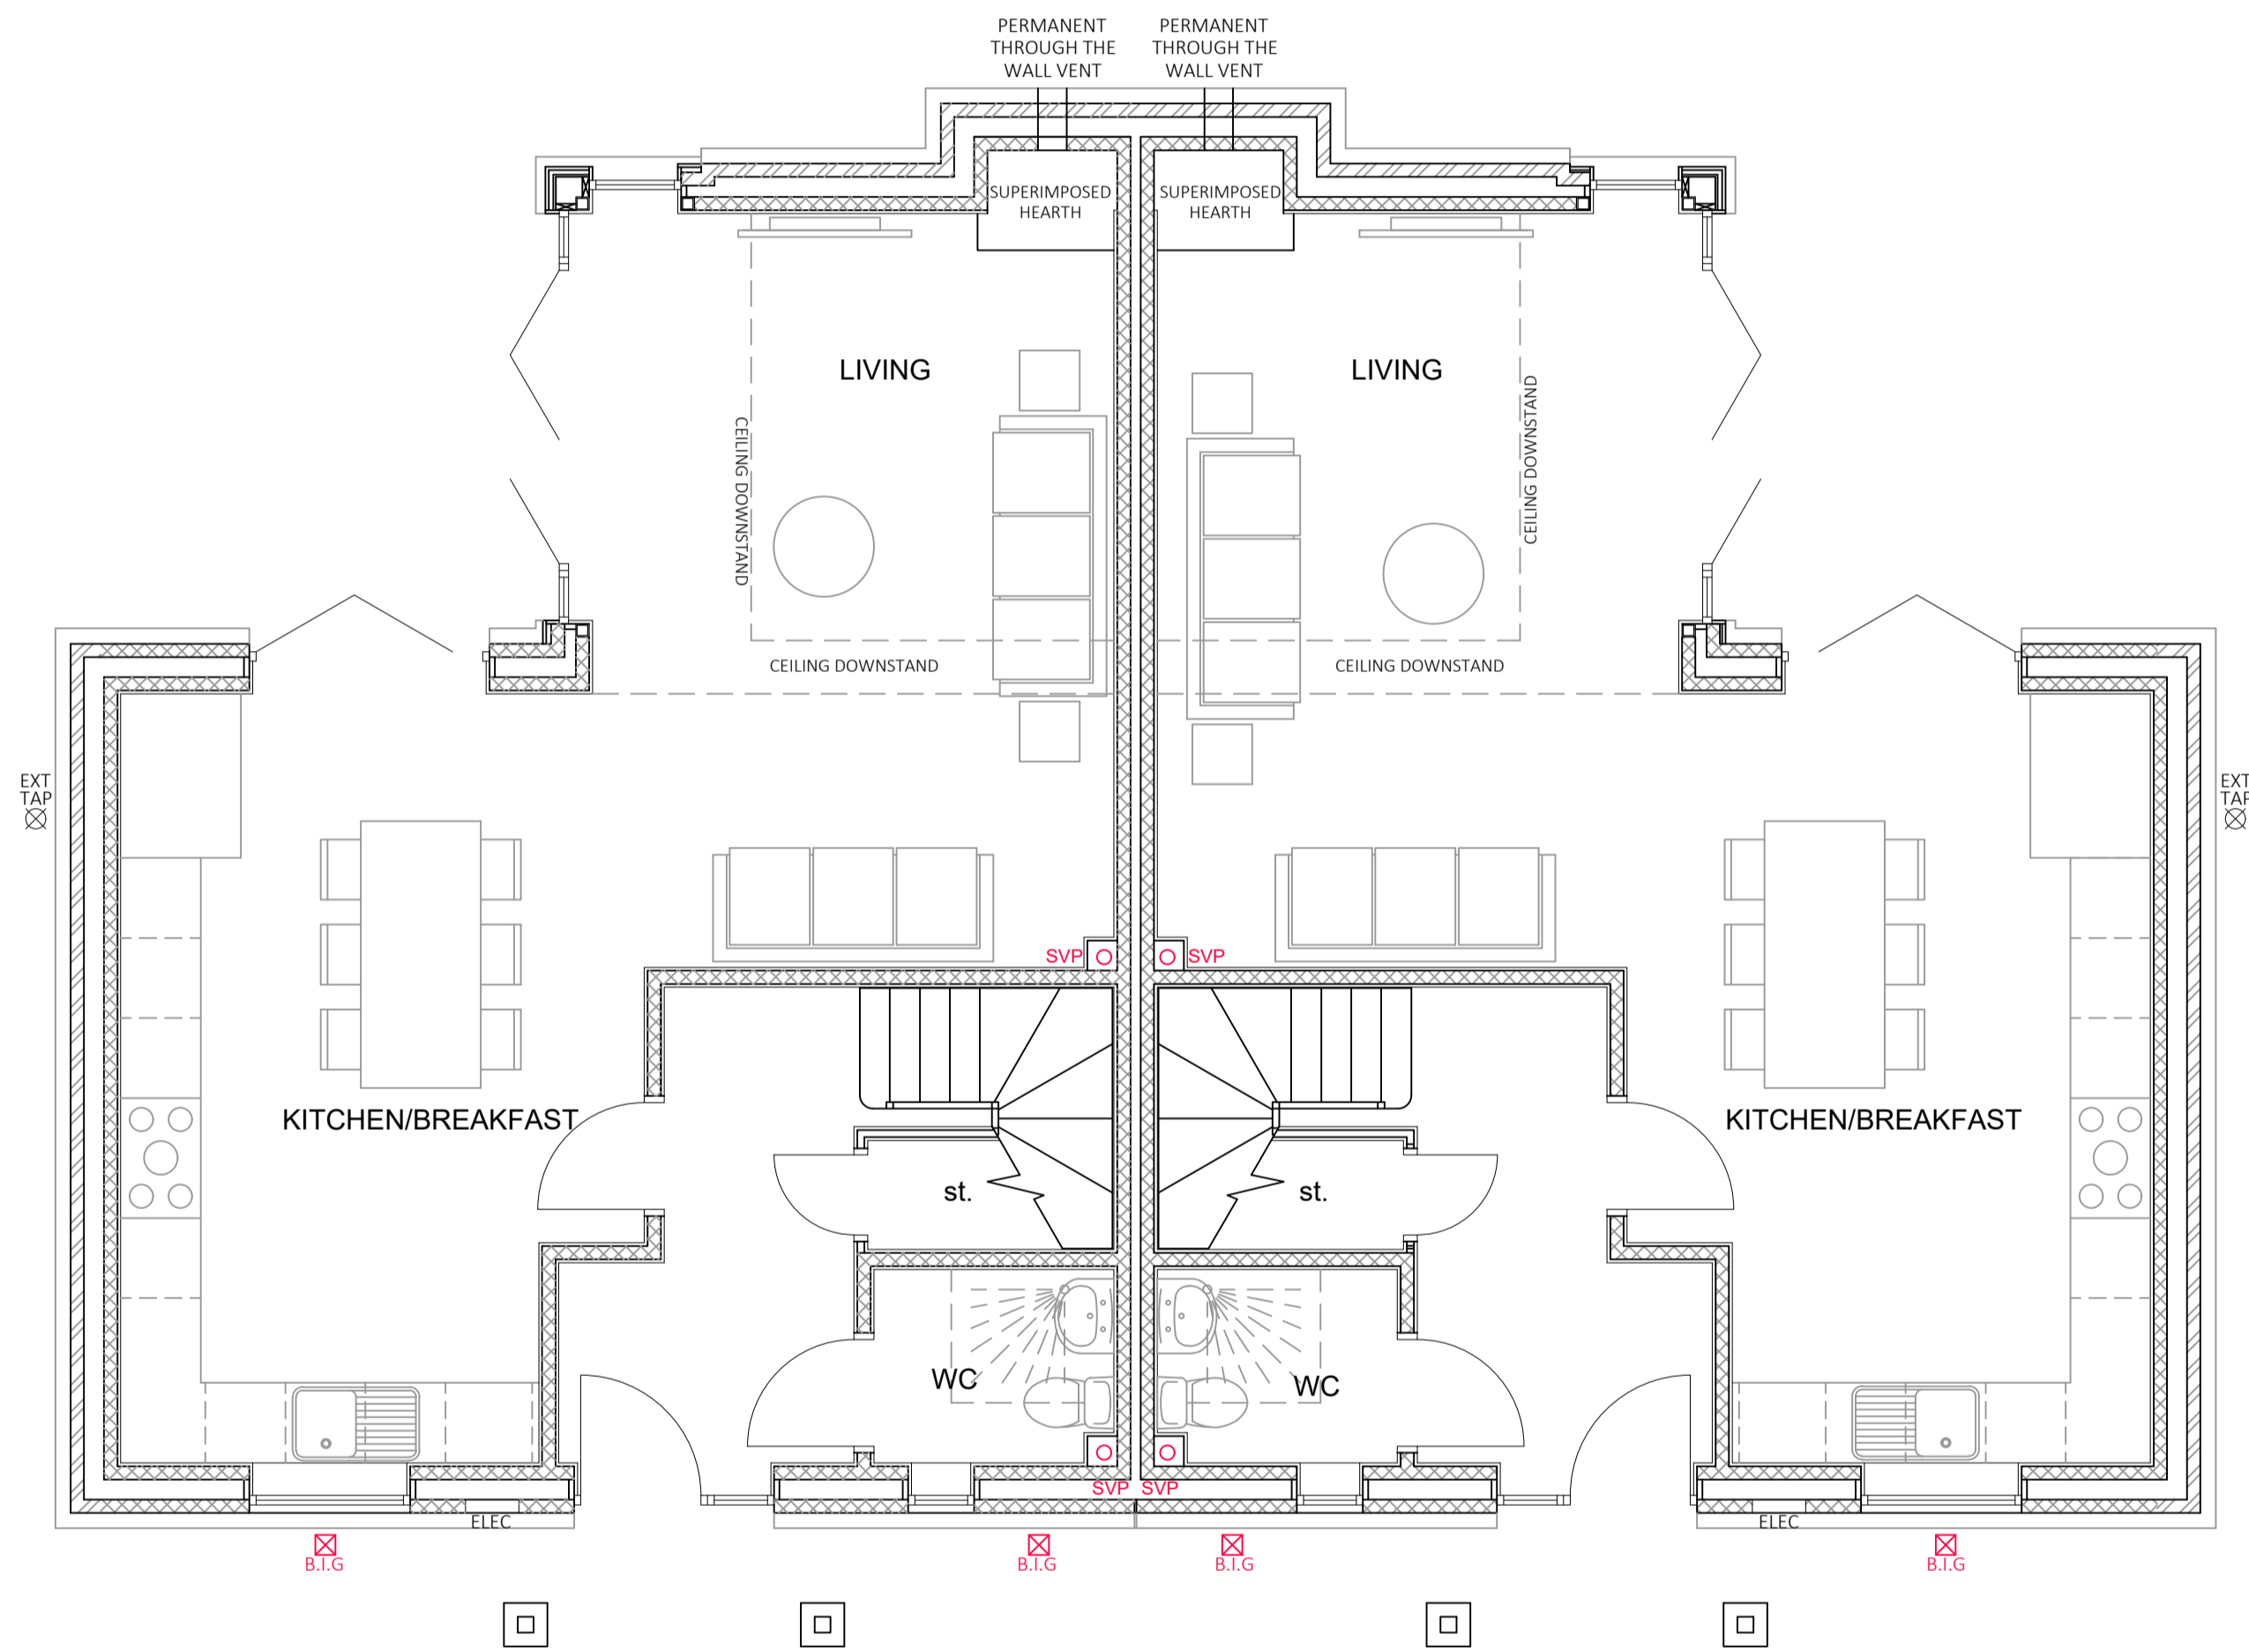 PERMANENT
THROUGH THE
WALL VENT
PERMANENT
THROUGH THE
WALL VENT
SUPERIMPOSED
HEARTH
SUPERIMPOSED
HEARTH
LIVING
LIVING
CEILING DOWNSTAND
CEILING DOWNSTAND
CEILING DOWNSTAND
CEILING DOWNSTAND
EXT
TAP
EXT
TAP
SVP
SVP
KITCHEN/BREAKFAST
KITCHEN/BREAKFAST
st.
st.
WC
WC
SVP
SVP
ELEC
ELEC
B.I.G
B.I.G
B.I.G
B.I.G